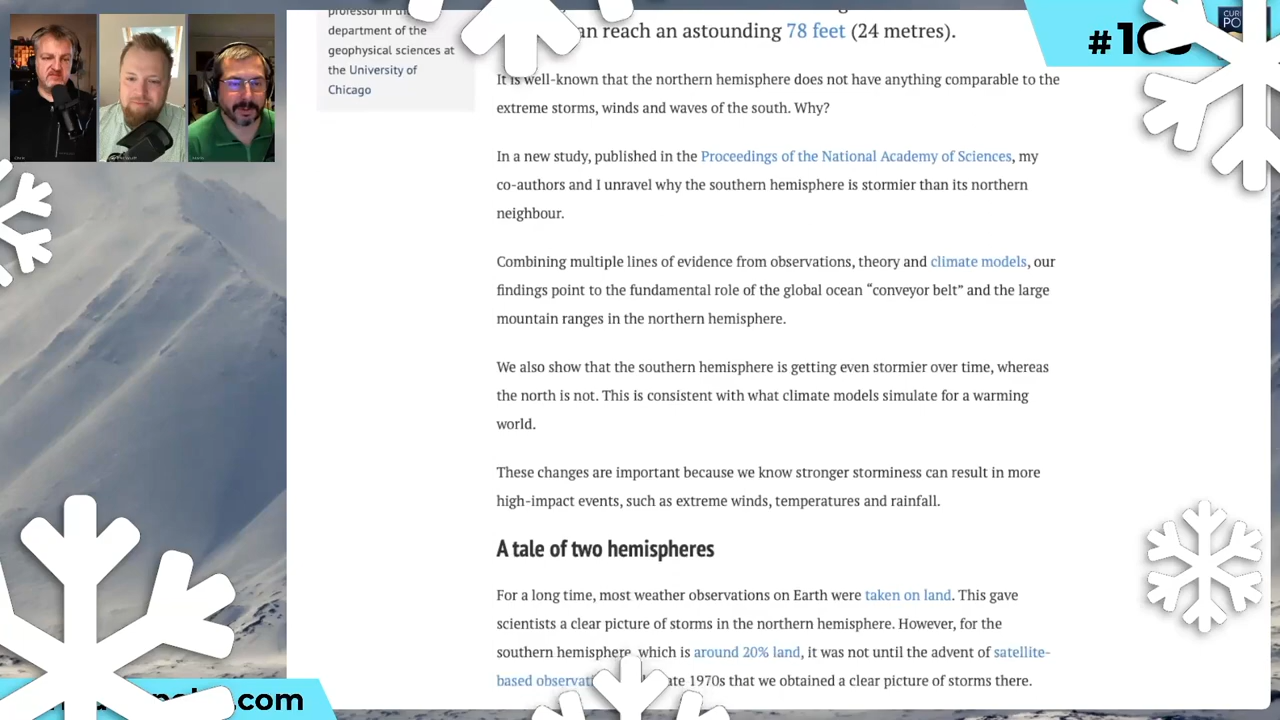 professor in the
department of the
geophysical sciences at
the University of
Chicago
an reach an astounding 78 feet (24 metres).
It is well-known that the northern hemisphere does not have anything comparable to the
extreme storms, winds and waves of the south. Why?
In a new study, published in the Proceedings of the National Academy of Sciences, my
co-authors and I unravel why the southern hemisphere is stormier than its northern
neighbour.
Combining multiple lines of evidence from observations, theory and climate models, our
findings point to the fundamental role of the global ocean “conveyor belt” and the large
mountain ranges in the northern hemisphere.
We also show that the southern hemisphere is getting even stormier over time, whereas
the north is not. This is consistent with what climate models simulate for a warming
world.
These changes are important because we know stronger storminess can result in more
high-impact events, such as extreme winds, temperatures and rainfall.
A tale of two hemispheres
For a long time, most weather observations on Earth were taken on land. This gave
scientists a clear picture of storms in the northern hemisphere. However, for the
southern hemisphere, which is around 20% land, it was not until the advent of satellite-
based observat ate 1970s that we obtained a clear picture of storms there.
#10
CURI
PO
.com